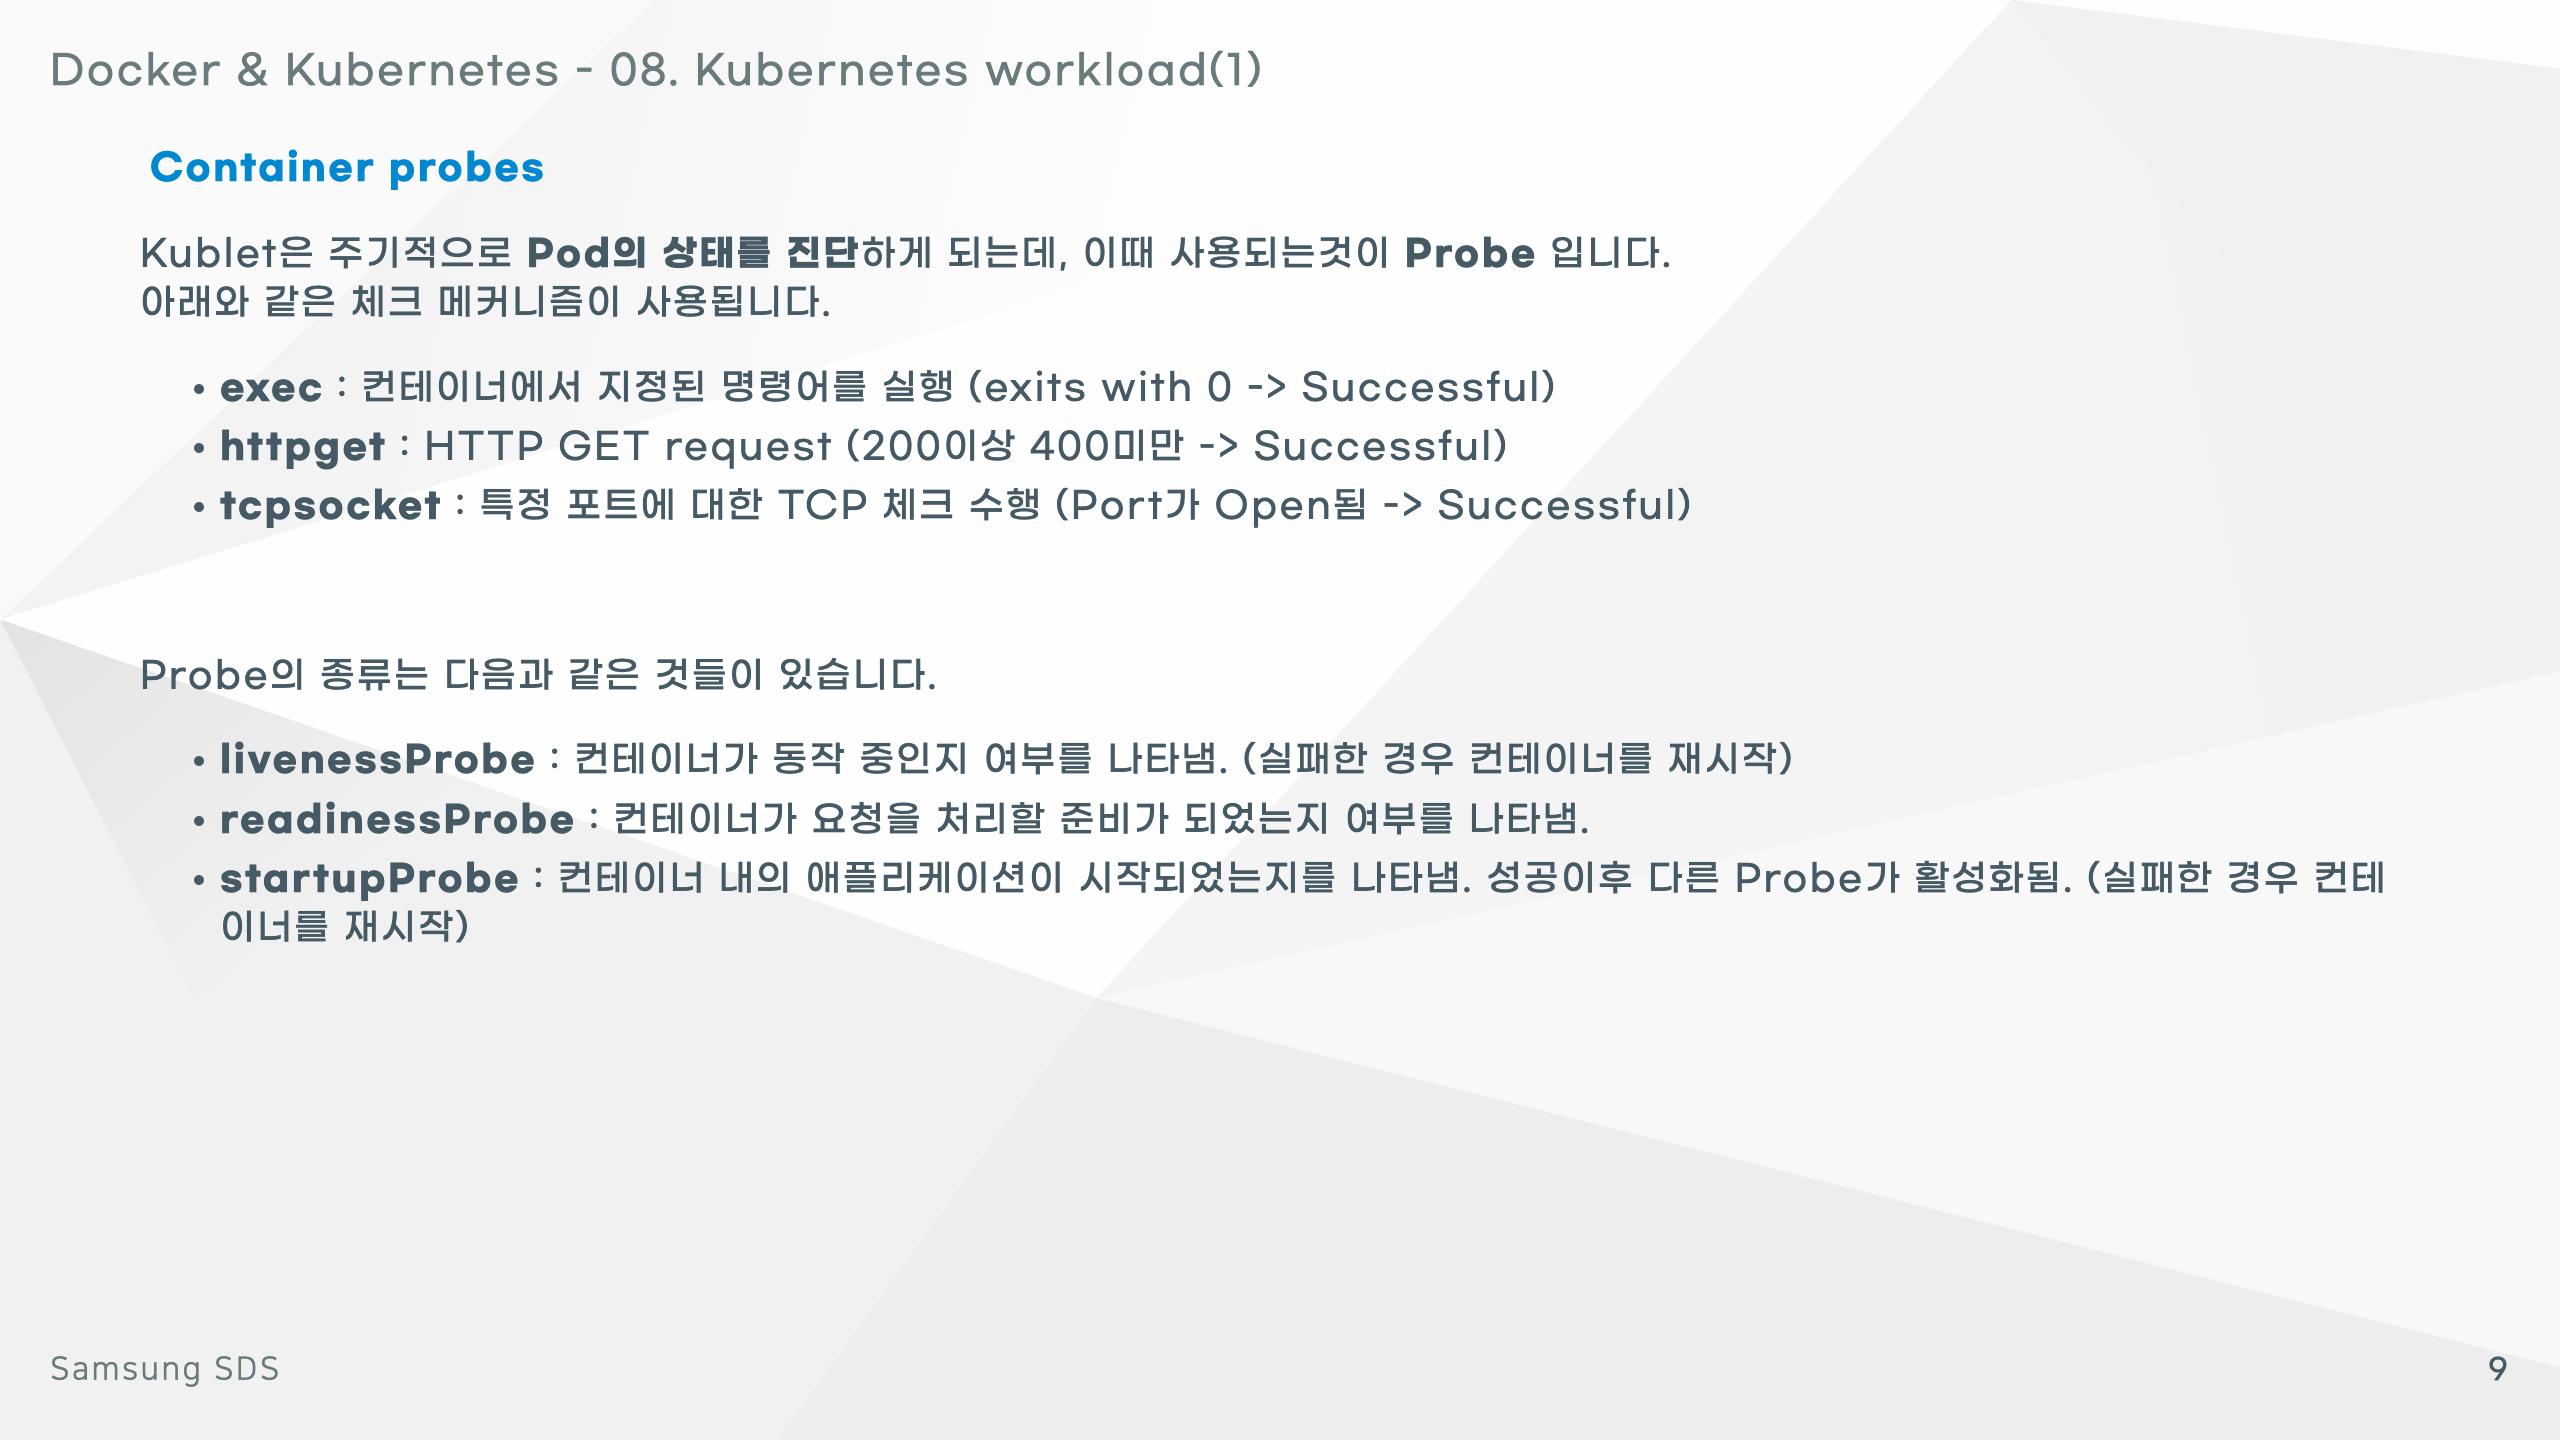 Docker & Kubernetes - 08. Kubernetes workload(1)
Container probes
Kublet은 주기적으로 Pod의 상태를 진단하게 되는데, 이때 사용되는것이 Probe 입니다.
아래와 같은 체크 메커니즘이 사용됩니다.
• exec : 컨테이너에서 지정된 명령어를 실행 (exits with 0 -> Successful)
• httpget : HTTP GET request (200이상 400미만 -> Successful)
• tcpsocket : 특정 포트에 대한 TCP 체크 수행 (Port가 Open됨 -> Successful)
Probe의 종류는 다음과 같은 것들이 있습니다.
• livenessProbe : 컨테이너가 동작 중인지 여부를 나타냄. (실패한 경우 컨테이너를 재시작)
• readinessProbe : 컨테이너가 요청을 처리할 준비가 되었는지 여부를 나타냄.
• startupProbe : 컨테이너 내의 애플리케이션이 시작되었는지를 나타냄. 성공이후 다른 Probe가 활성화됨. (실패한 경우 컨테
이너를 재시작)
Samsung SDS
9